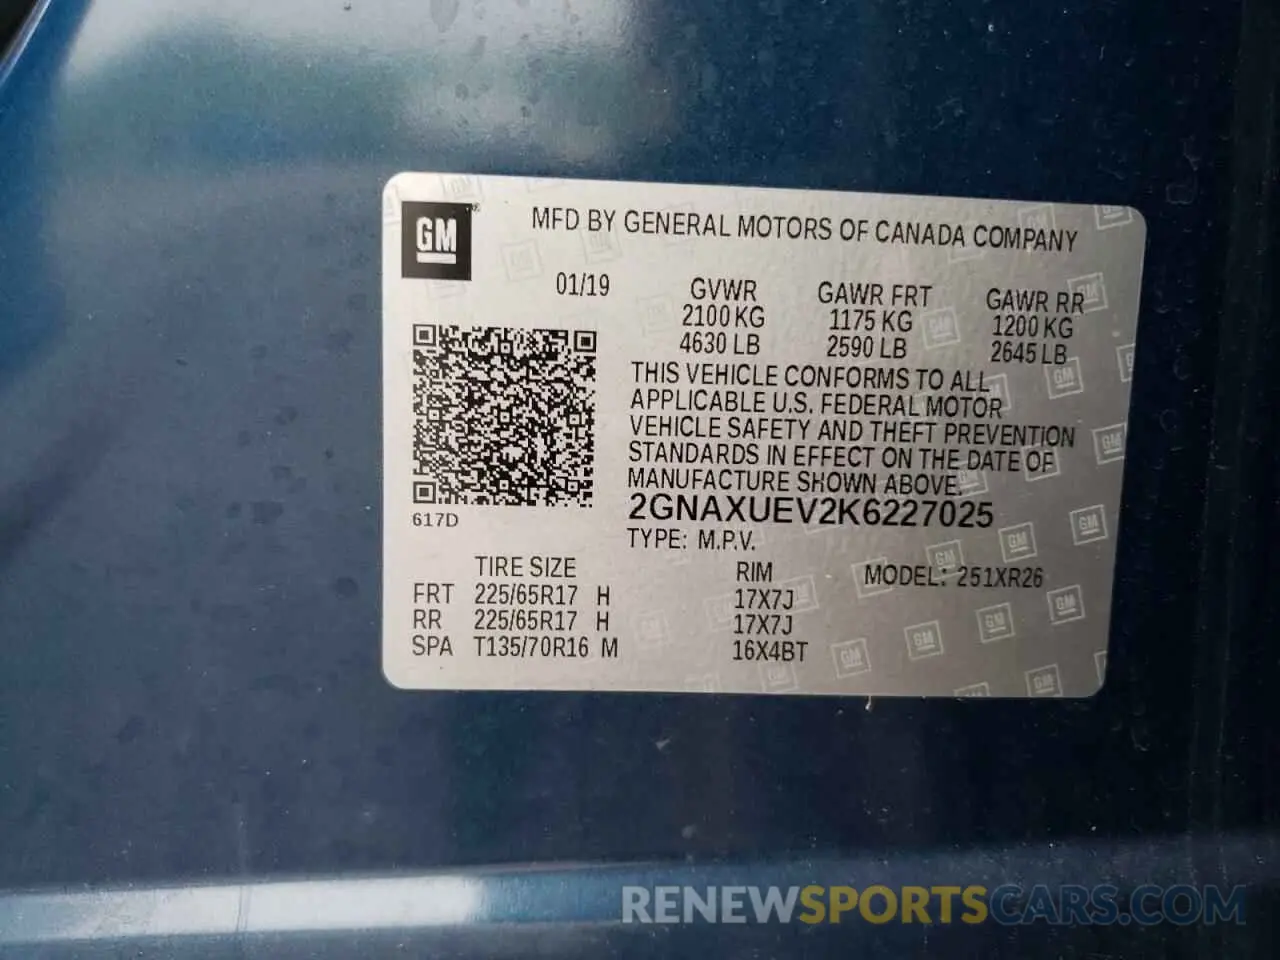 GM®
MFD BY GENERAL MOTORS OF CANADA COMPANY
01/19 GVWR GAWR FRT GAWR RR
2100 KG 1175 KG 1200 KG
4630 LB 2590 LB 2645 LB
THIS VEHICLE CONFORMS TO ALL
APPLICABLE U.S. FEDERAL MOTOR
VEHICLE SAFETY AND THEFT PREVENTION
STANDARDS IN EFFECT ON THE DATE OF
MANUFACTURE SHOWN ABOVE.
2GNAXUEV2K6227025
617D
TYPE: M.P.V.
TIRE SIZE RIM MODEL: 251XR26
FRT 225/65R17 H 17X7J
RR 225/65R17 H 17X7J
SPA T135/70R16 M 16X4BT
RENEWSPORTSCARS.COM